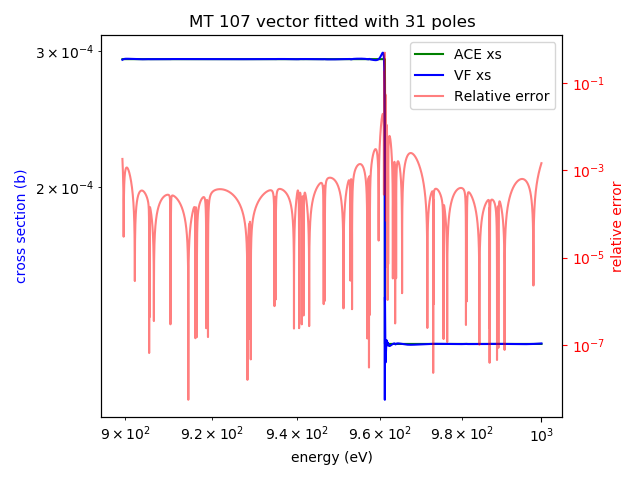 MT 107 vector fitted with 31 poles
3 × 10⁻⁴
2 × 10⁻⁴
cross section (b)
ACE xs
VF xs
Relative error
10⁻¹
10⁻³
10⁻⁵
10⁻⁷
relative error
9 × 10² 9.2 × 10² 9.4 × 10² 9.6 × 10² 9.8 × 10² 10³
energy (eV)